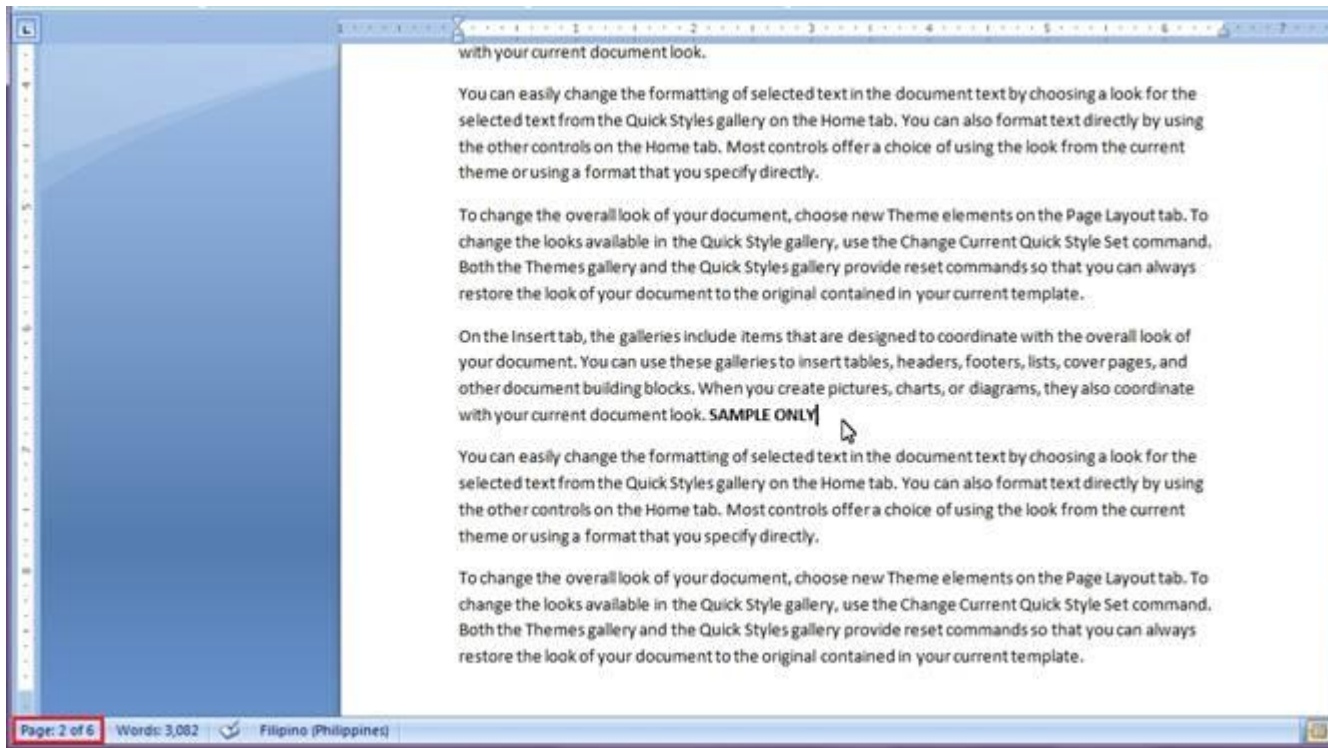 L
1 1 2 3 4 5 6 7
with your current document look.
You can easily change the formatting of selected text in the document text by choosing a look for the
selected text from the Quick Styles gallery on the Home tab. You can also format text directly by using
the other controls on the Home tab. Most controls offer a choice of using the look from the current
theme or using a format that you specify directly.
To change the overall look of your document, choose new Theme elements on the Page Layout tab. To
change the looks available in the Quick Style gallery, use the Change Current Quick Style Set command.
Both the Themes gallery and the Quick Styles gallery provide reset commands so that you can always
restore the look of your document to the original contained in your current template.
On the Insert tab, the galleries include items that are designed to coordinate with the overall look of
your document. You can use these galleries to insert tables, headers, footers, lists, cover pages, and
other document building blocks. When you create pictures, charts, or diagrams, they also coordinate
with your current document look. SAMPLE ONLY
You can easily change the formatting of selected text in the document text by choosing a look for the
selected text from the Quick Styles gallery on the Home tab. You can also format text directly by using
the other controls on the Home tab. Most controls offer a choice of using the look from the current
theme or using a format that you specify directly.
To change the overall look of your document, choose new Theme elements on the Page Layout tab. To
change the looks available in the Quick Style gallery, use the Change Current Quick Style Set command.
Both the Themes gallery and the Quick Styles gallery provide reset commands so that you can always
restore the look of your document to the original contained in your current template.
4
5
6
7
8
Page: 2 of 6 Words: 3,082 Filipino (Philippines)